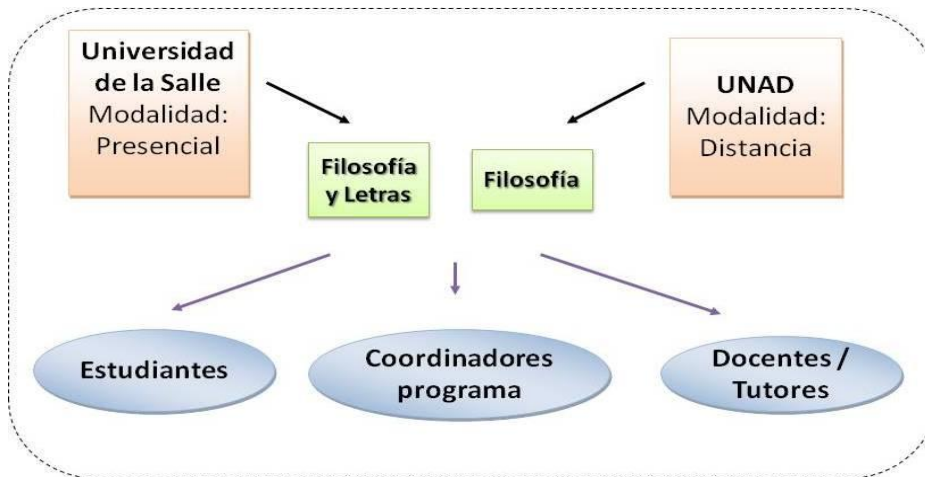 Universidad
de la Salle
Modalidad:
Presencial
UNAD
Modalidad:
Distancia
Filosofía
y Letras
Filosofía
Estudiantes
Coordinadores
programa
Docentes /
Tutores